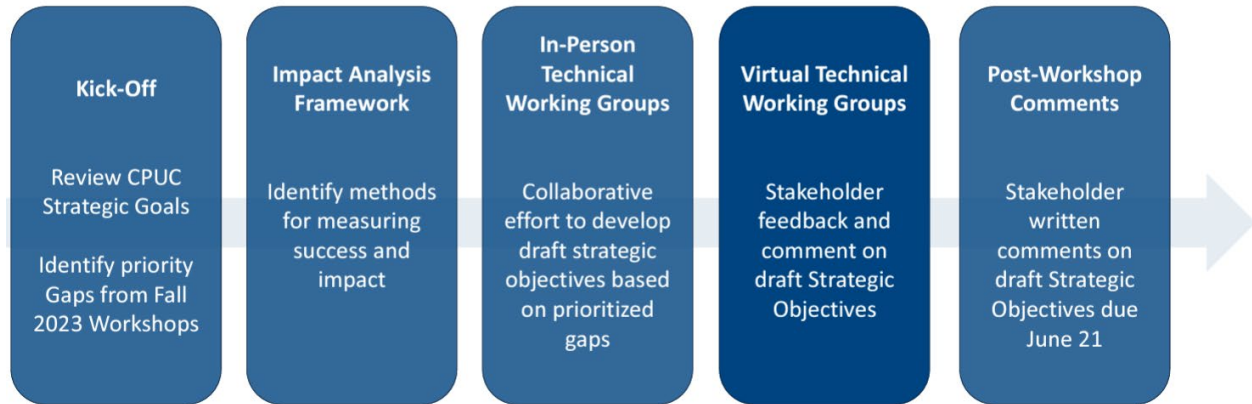 Kick-Off
Review CPUC
Strategic Goals
Identify priority
Gaps from Fall
2023 Workshops
Impact Analysis
Framework
Identify methods
for measuring
success and
impact
In-Person
Technical
Working Groups
Collaborative
effort to develop
draft strategic
objectives based
on prioritized
gaps
Virtual Technical
Working Groups
Stakeholder
feedback and
comment on
draft Strategic
Objectives
Post-Workshop
Comments
Stakeholder
written
comments on
draft Strategic
Objectives due
June 21